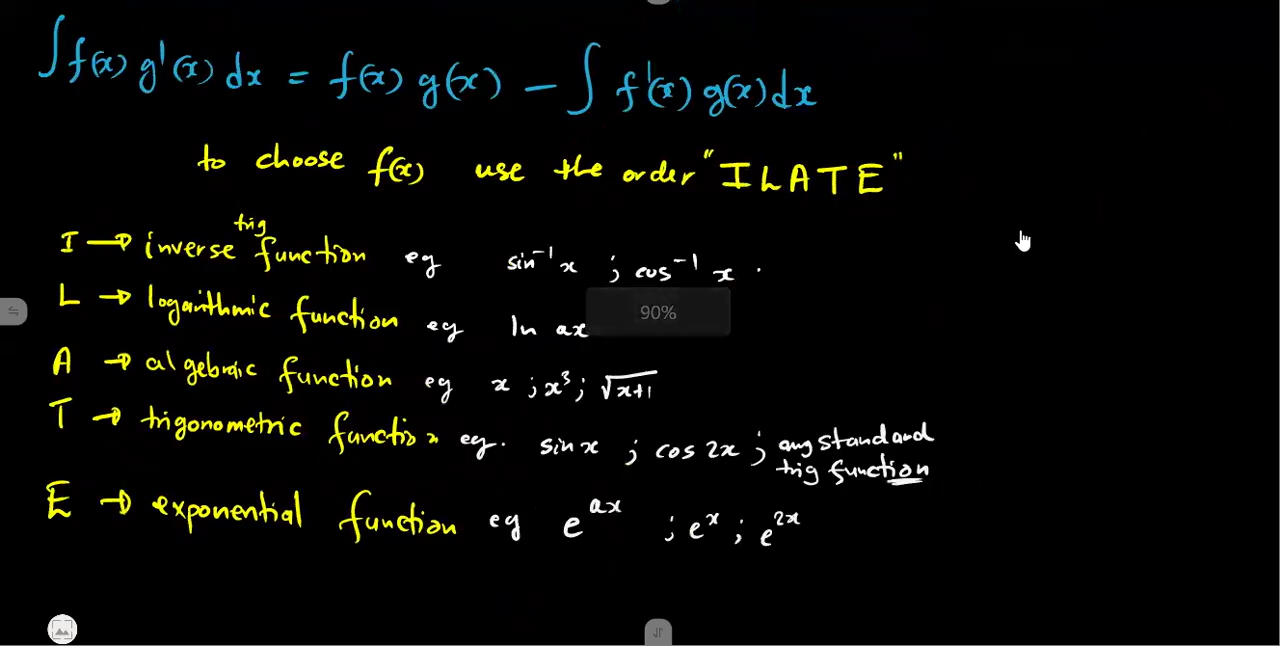 ∫f(x) g'(x) dx = f(x) g(x) - ∫ f'(x) g(x) dx
to choose f(x) use the order "ILATE"
I → inverse trig function eg sin⁻¹x ; cos⁻¹x .
L → logarithmic function eg ln ax
90%
A → algebraic function eg x ; x³ ; √(x+1)
T → trigonometric function eg. sin x ; cos 2x ; any standard
trig function
E → exponential function eg e^(ax) ; e^x ; e^(2x)